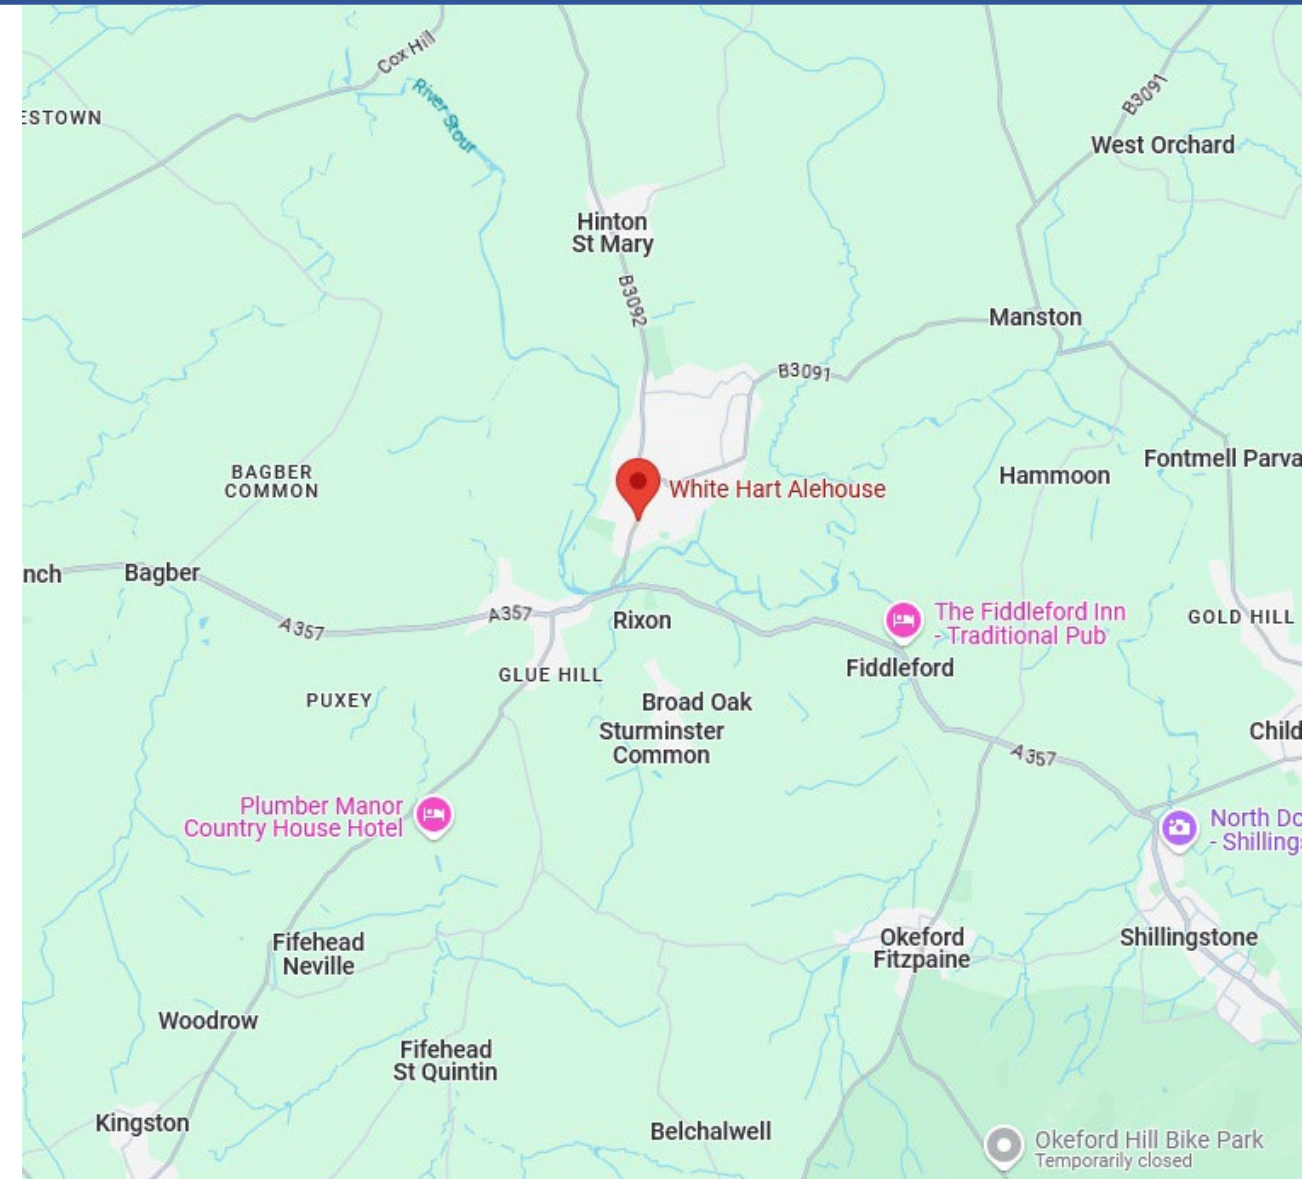 Cox Hill
River Stour
B3091
ESTOWN
West Orchard
Hinton
St Mary
B3092
Manston
B3091
BAGBER
COMMON
White Hart Alehouse
Hammoon
Fontmell Parva
nch
Bagber
A357
A357
Rixon
The Fiddleford Inn
- Traditional Pub
GOLD HILL
Fiddleford
GLUE HILL
PUXEY
Broad Oak
Sturminster
Common
Child
A357
Plumber Manor
Country House Hotel
North Do
- Shillings
Fifehead
Neville
Okeford
Fitzpaine
Shillingstone
Woodrow
Fifehead
St Quintin
Kingston
Belchalwell
Okeford Hill Bike Park
Temporarily closed